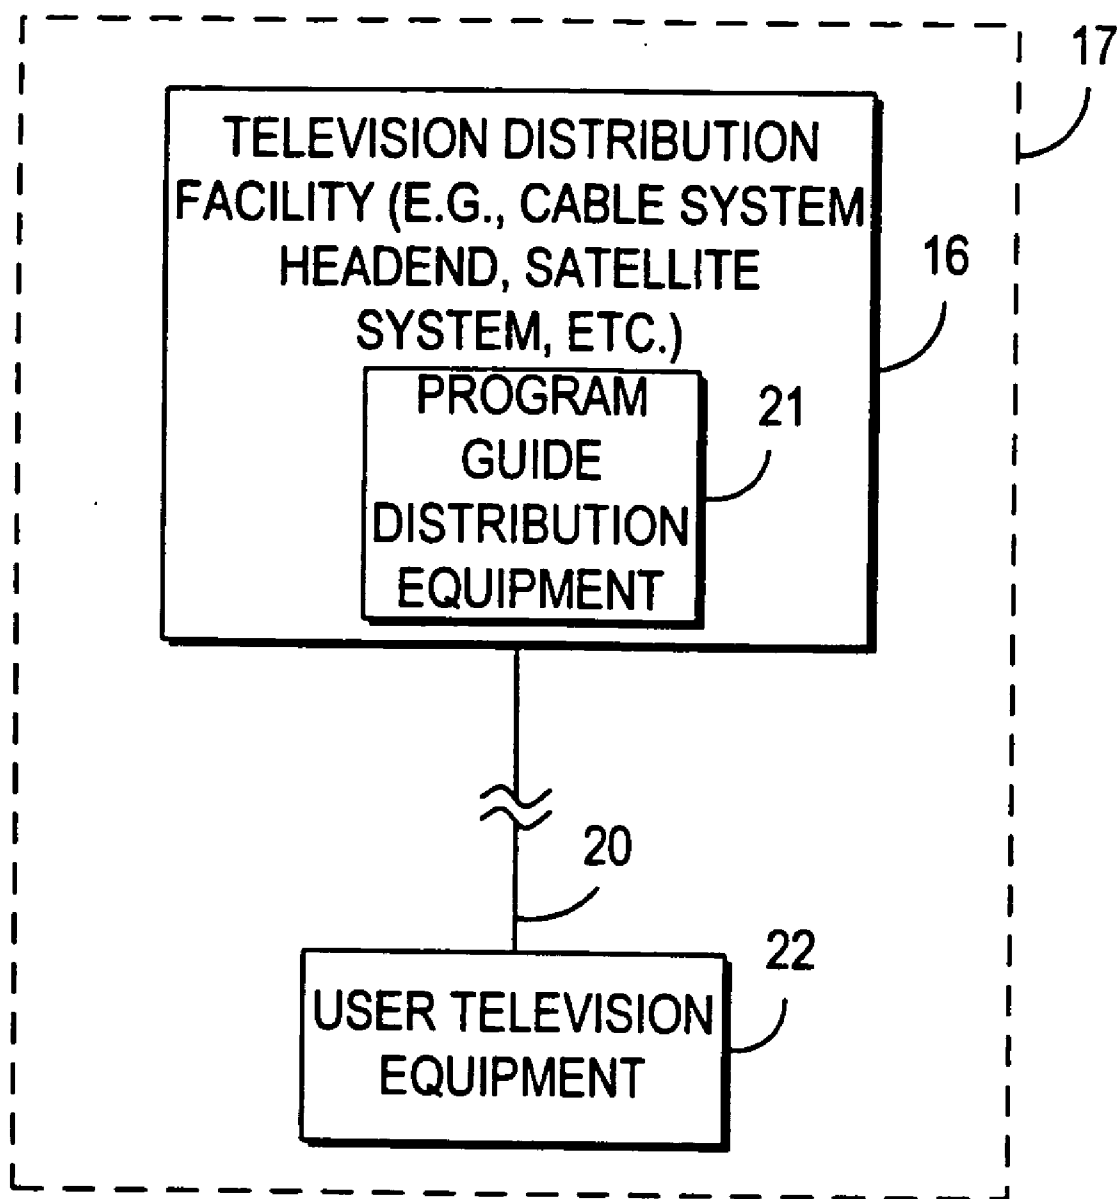 17
TELEVISION DISTRIBUTION
FACILITY (E.G., CABLE SYSTEM
HEADEND, SATELLITE
SYSTEM, ETC.)
16
PROGRAM
GUIDE
DISTRIBUTION
EQUIPMENT
21
20
22
USER TELEVISION
EQUIPMENT